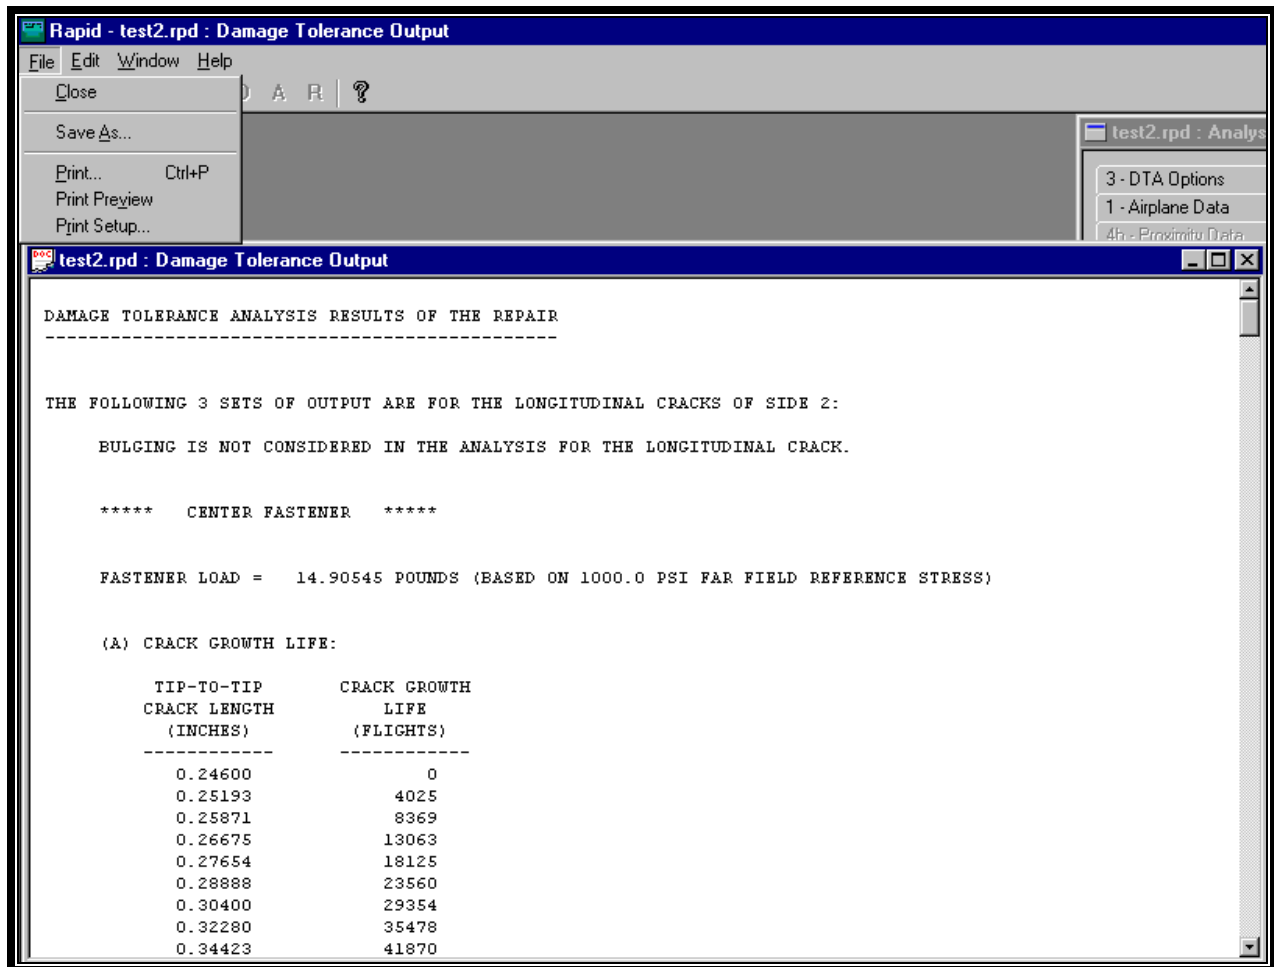 Rapid - test2.rpd : Damage Tolerance Output
File Edit Window Help
Close
A R ?
Save As...
test2.rpd : Analys
Print... Ctrl+P
3 - DTA Options
Print Preview
1 - Airplane Data
Print Setup...
4b - Proximity Data
test2.rpd : Damage Tolerance Output
DAMAGE TOLERANCE ANALYSIS RESULTS OF THE REPAIR
-----------------------------------------------
THE FOLLOWING 3 SETS OF OUTPUT ARE FOR THE LONGITUDINAL CRACKS OF SIDE 2:
BULGING IS NOT CONSIDERED IN THE ANALYSIS FOR THE LONGITUDINAL CRACK.
***** CENTER FASTENER *****
FASTENER LOAD = 14.90545 POUNDS (BASED ON 1000.0 PSI FAR FIELD REFERENCE STRESS)
(A) CRACK GROWTH LIFE:
TIP-TO-TIP CRACK GROWTH
CRACK LENGTH LIFE
(INCHES) (FLIGHTS)
------------ ------------
0.24600 0
0.25193 4025
0.25871 8369
0.26675 13063
0.27654 18125
0.28888 23560
0.30400 29354
0.32280 35478
0.34423 41870